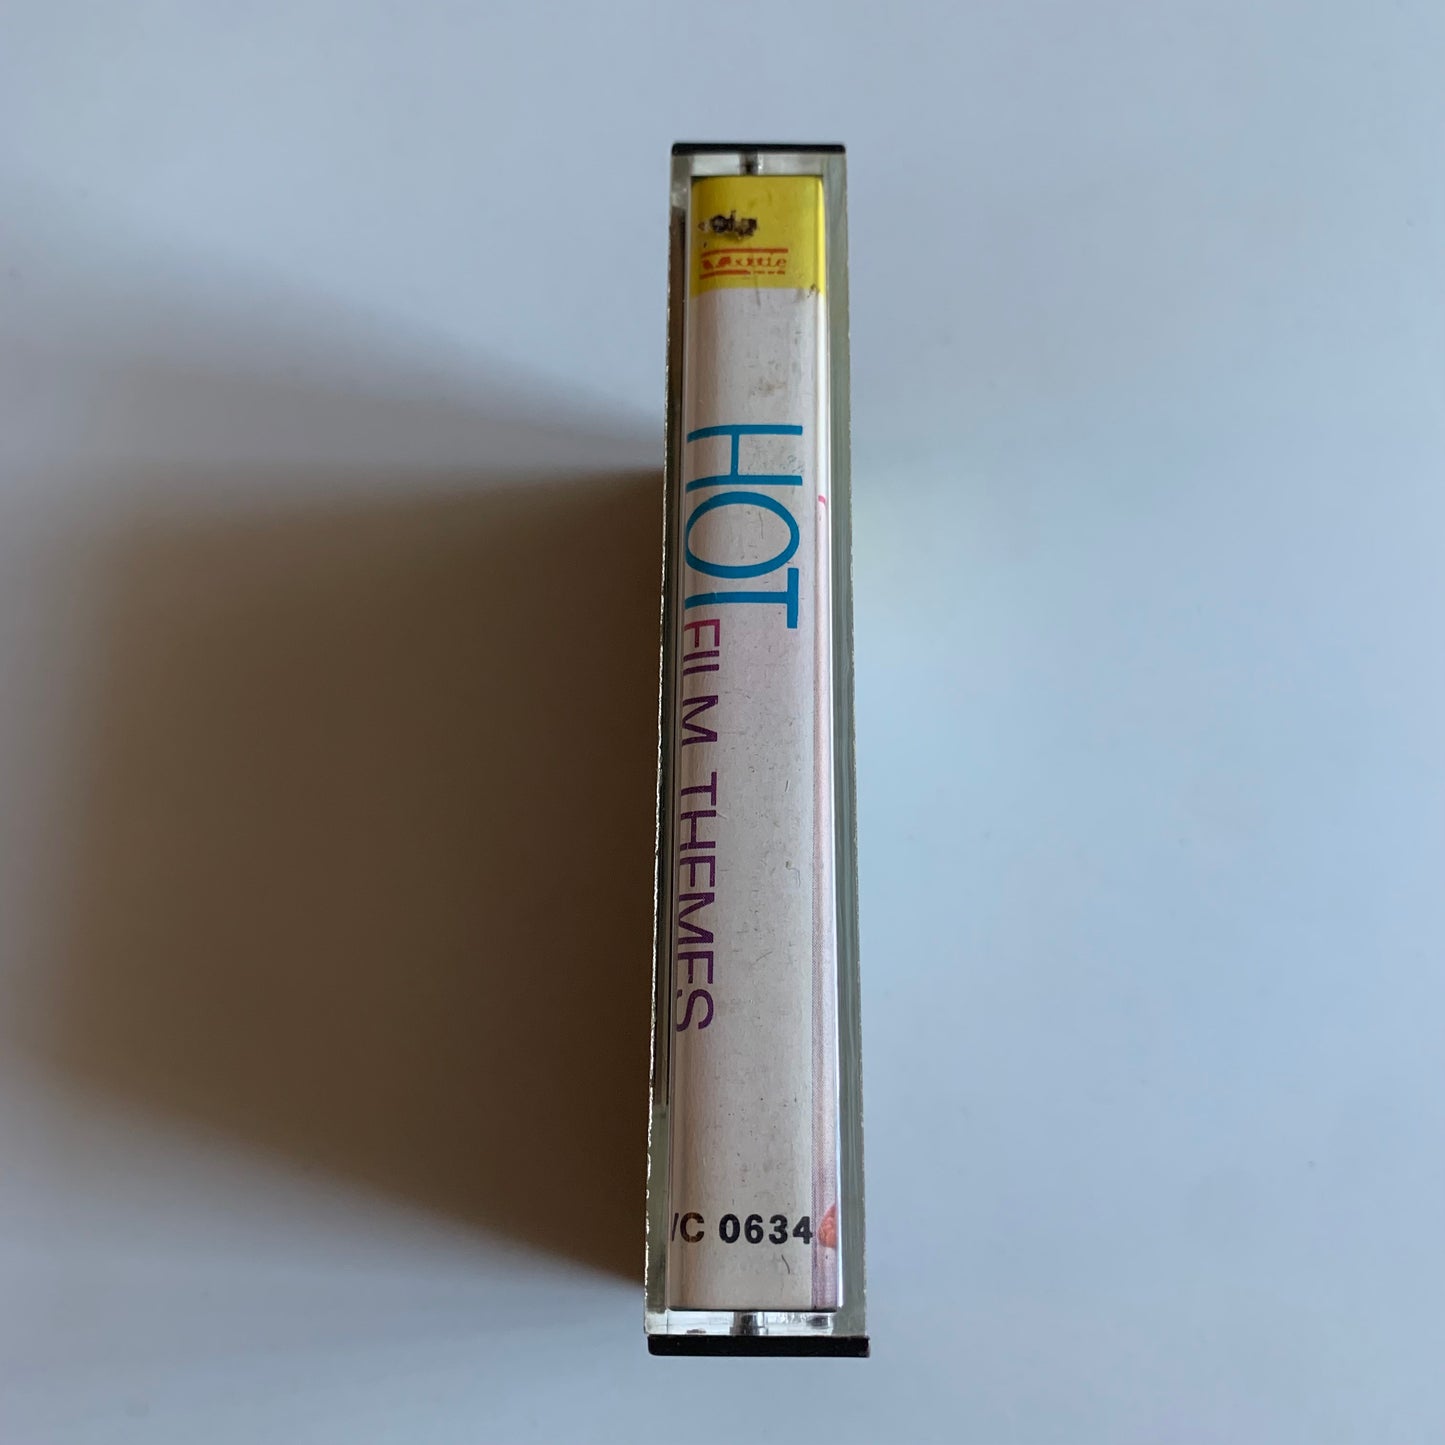 HOT
FILM THEMES
/C 0634